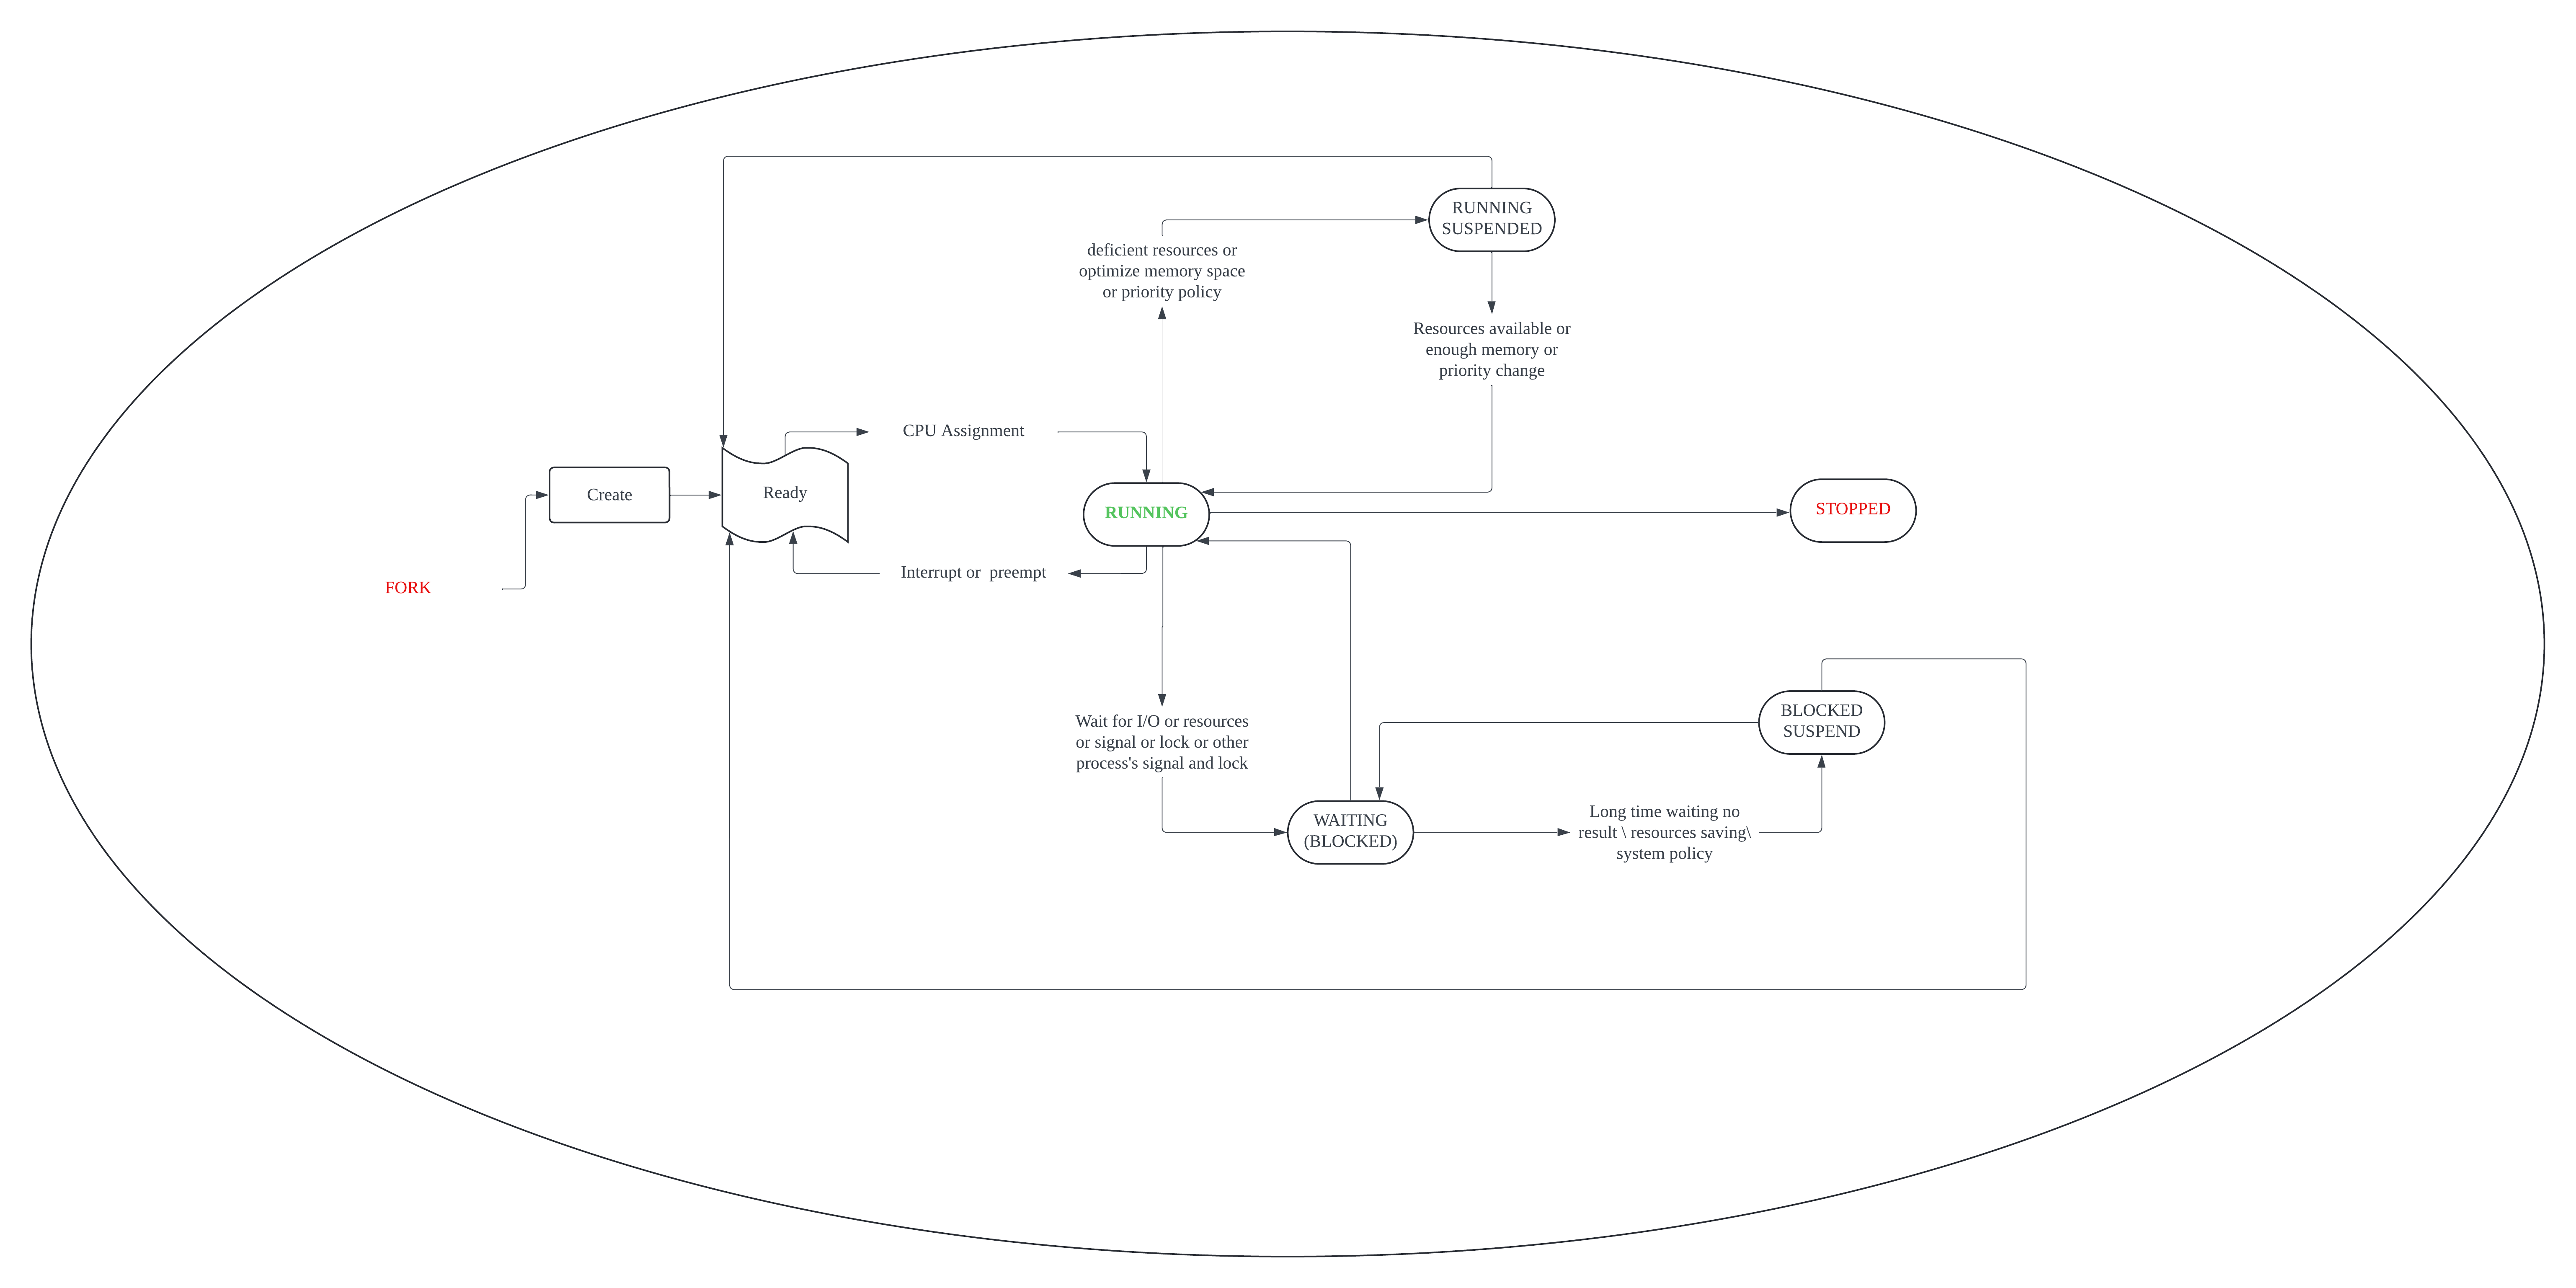 RUNNING
SUSPENDED
deficient resources or
optimize memory space
or priority policy
Resources available or
enough memory or
priority change
CPU Assignment
Create
Ready
RUNNING
STOPPED
Interrupt or  preempt
FORK
Wait for I/O or resources
or signal or lock or other
process's signal and lock
BLOCKED
SUSPEND
WAITING
(BLOCKED)
Long time waiting no
result \ resources saving\
system policy